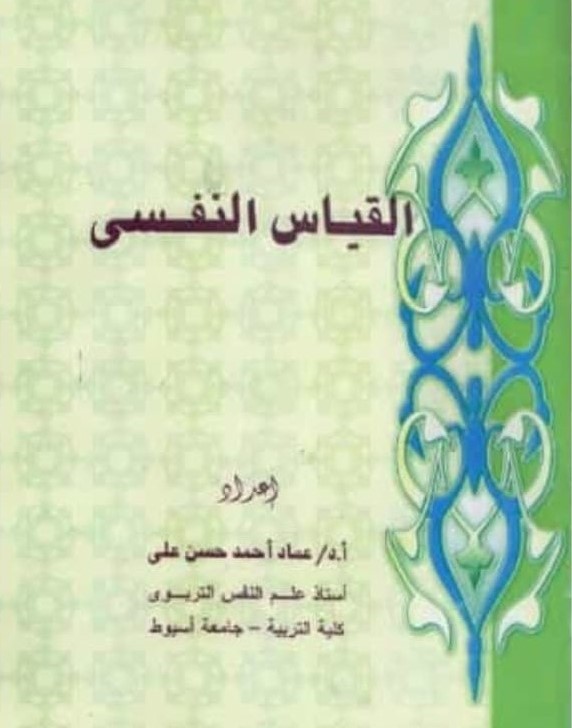 القياس النفسى
إعداد
أ.د/ عماد أحمد حسن على
أستاذ علم النفس التربوى
كلية التربية - جامعة أسيوط